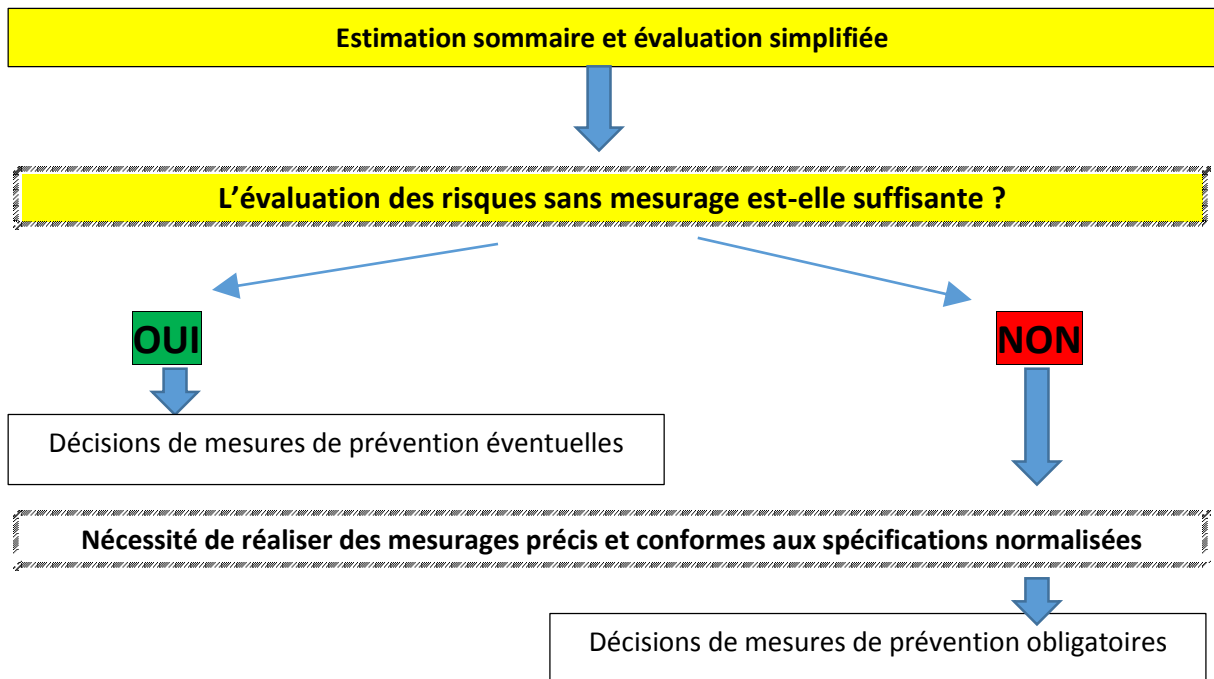 Estimation sommaire et évaluation simplifiée
L’évaluation des risques sans mesurage est-elle suffisante ?
OUI
NON
Décisions de mesures de prévention éventuelles
Nécessité de réaliser des mesurages précis et conformes aux spécifications normalisées
Décisions de mesures de prévention obligatoires